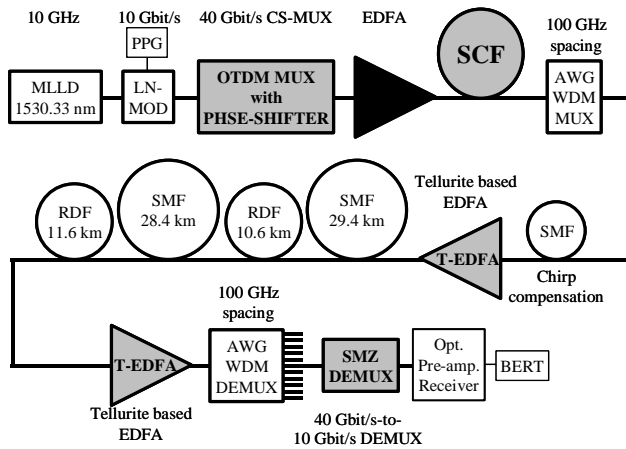 10 GHz
10 Gbit/s
40 Gbit/s CS-MUX
EDFA
100 GHz
spacing
PPG
MLLD
1530.33 nm
LN-
MOD
OTDM MUX
with
PHSE-SHIFTER
SCF
AWG
WDM
MUX
RDF
11.6 km
SMF
28.4 km
RDF
10.6 km
SMF
29.4 km
Tellurite based
EDFA
T-EDFA
SMF
Chirp
compensation
100 GHz
spacing
T-EDFA
Tellurite based
EDFA
AWG
WDM
DEMUX
SMZ
DEMUX
40 Gbit/s-to-
10 Gbit/s DEMUX
Opt.
Pre-amp.
Receiver
BERT